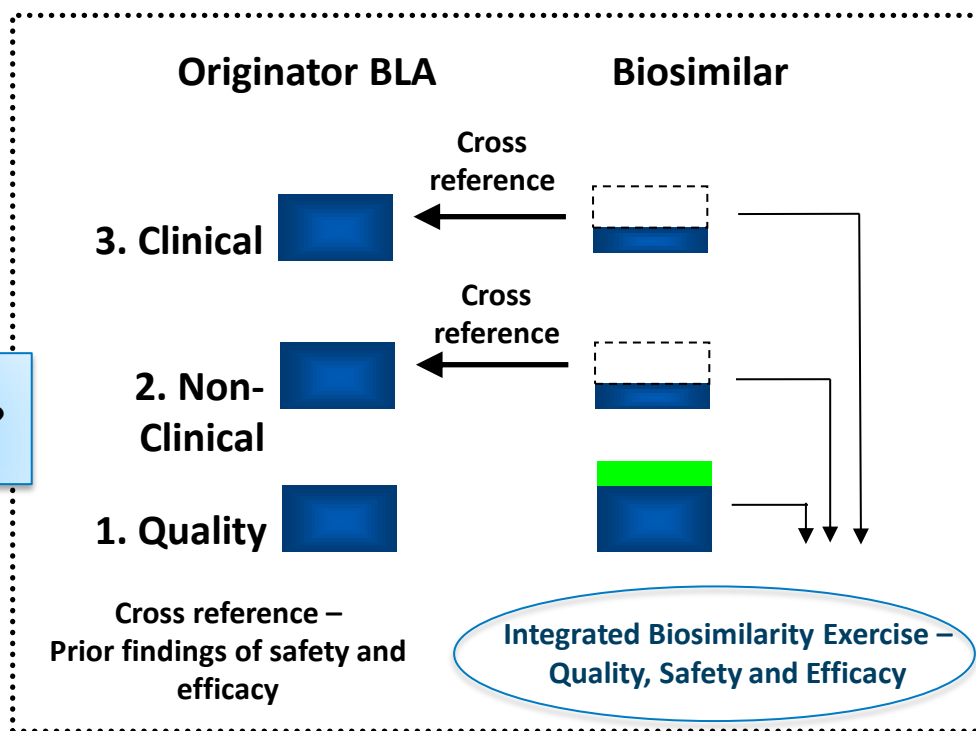 Originator BLA
Biosimilar
Cross
reference
3. Clinical
Cross
reference
2. Non-
Clinical
1. Quality
Cross reference –
Prior findings of safety and
efficacy
Integrated Biosimilarity Exercise –
Quality, Safety and Efficacy